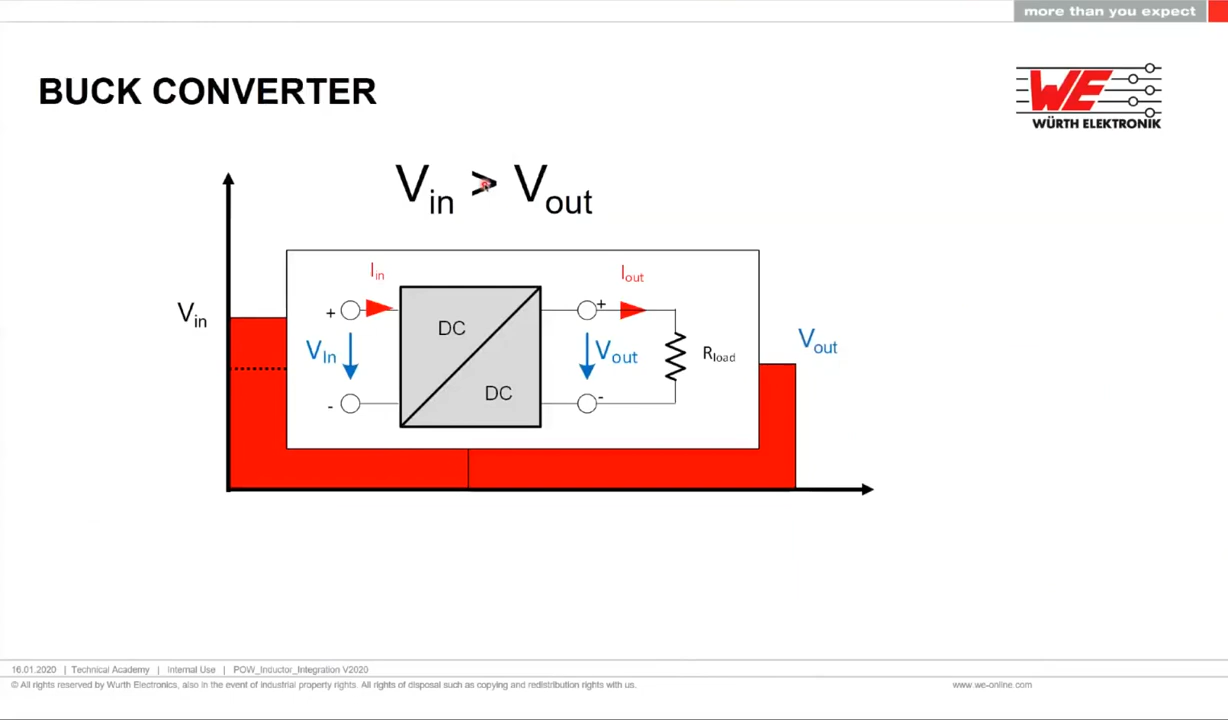 more than you expect
BUCK CONVERTER
WE
WÜRTH ELEKTRONIK
Vin > Vout
Iin
Iout
+
+
Vin
DC
VIn
Vout
Rload
Vout
DC
-
-
16.01.2020 | Technical Academy | Internal Use | POW_Inductor_Integration V2020
© All rights reserved by Wurth Electronics, also in the event of industrial property rights. All rights of disposal such as copying and redistribution rights with us.
www.we-online.com